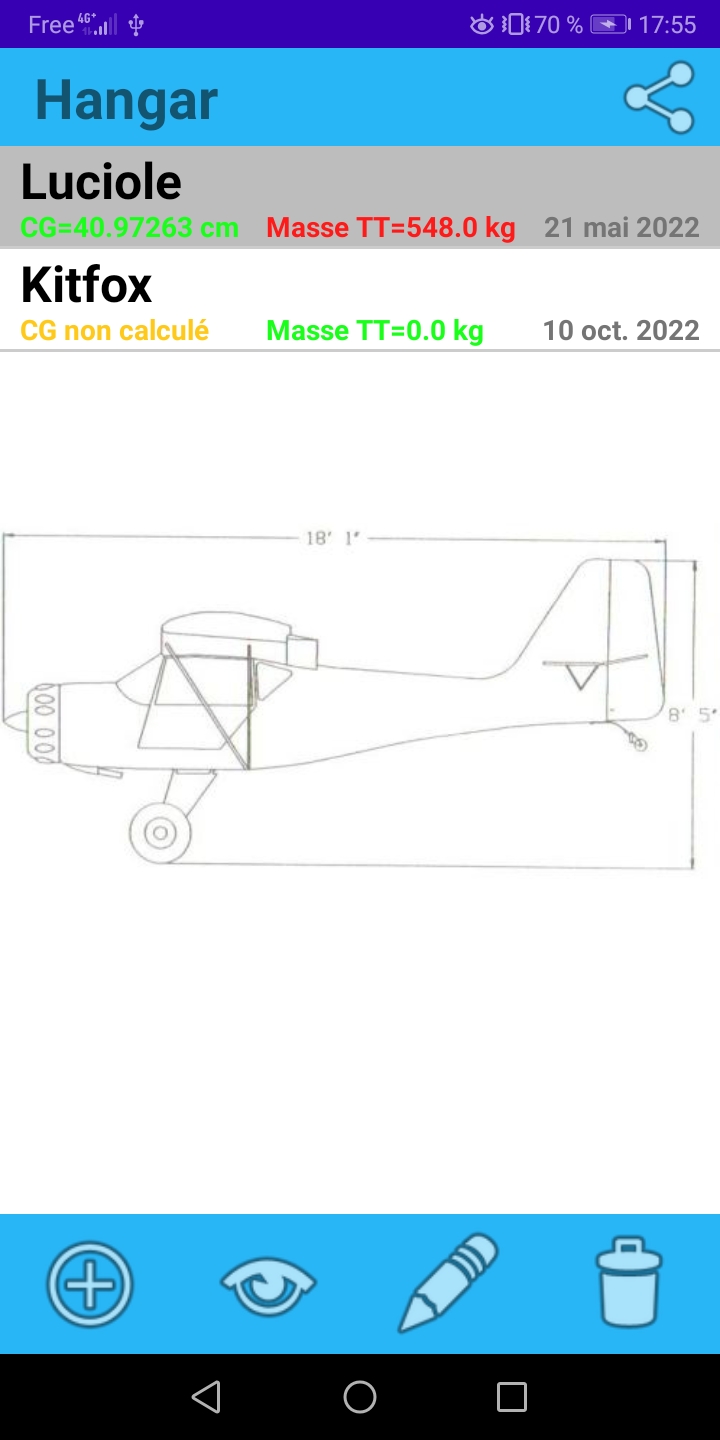 Free 4G+ 70 % 17:55
Hangar
Luciole
CG=40.97263 cm Masse TT=548.0 kg 21 mai 2022
Kitfox
CG non calculé Masse TT=0.0 kg 10 oct. 2022
18' 1"
8' 5"